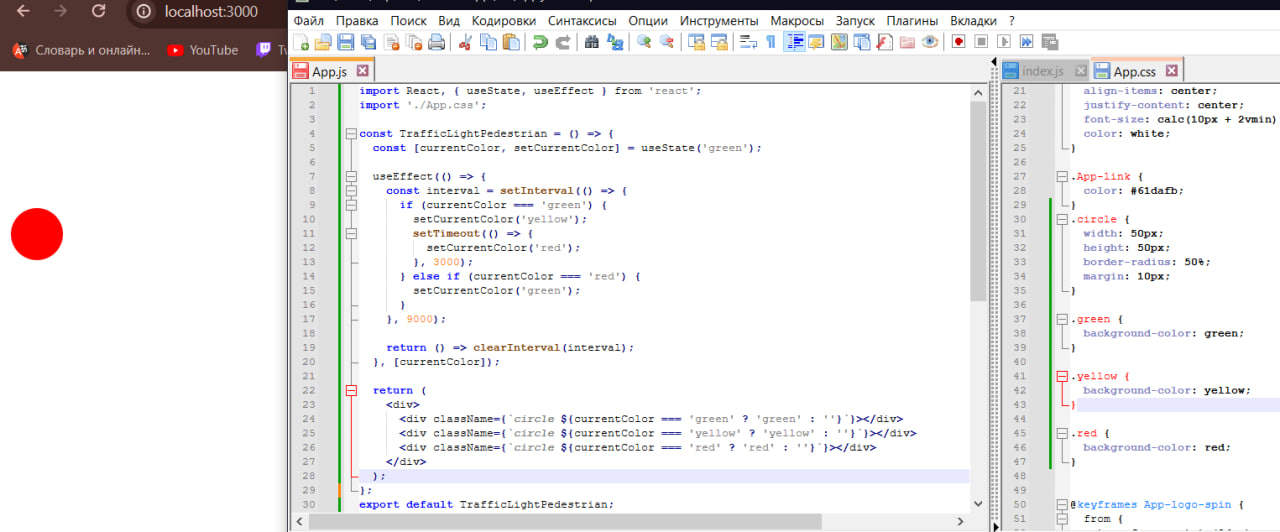 localhost:3000
Словарь и онлайн...
YouTube
Файл Правка Поиск Вид Кодировки Синтаксисы Опции Инструменты Макросы Запуск Плагины Вкладки ?
App.js
1 import React, { useState, useEffect } from 'react';
2 import './App.css';
3
4 const TrafficLightPedestrian = () => {
5 const [currentColor, setCurrentColor] = useState('green');
6
7 useEffect(() => {
8 const interval = setInterval(() => {
9 if (currentColor === 'green') {
10 setCurrentColor('yellow');
11 setTimeout(() => {
12 setCurrentColor('red');
13 }, 3000);
14 } else if (currentColor === 'red') {
15 setCurrentColor('green');
16 }
17 }, 9000);
18
19 return () => clearInterval(interval);
20 }, [currentColor]);
21
22 return (
23 <div>
24 <div className={`circle ${currentColor === 'green' ? 'green' : ''}`}></div>
25 <div className={`circle ${currentColor === 'yellow' ? 'yellow' : ''}`}></div>
26 <div className={`circle ${currentColor === 'red' ? 'red' : ''}`}></div>
27 </div>
28 );
29 };
30 export default TrafficLightPedestrian;
index.js
App.css
21 align-items: center;
22 justify-content: center;
23 font-size: calc(10px + 2vmin)
24 color: white;
25 }
26
27 .App-link {
28 color: #61dafb;
29 }
30 .circle {
31 width: 50px;
32 height: 50px;
33 border-radius: 50%;
34 margin: 10px;
35 }
36
37 .green {
38 background-color: green;
39 }
40
41 .yellow {
42 background-color: yellow;
43 }
44
45 .red {
46 background-color: red;
47 }
48
49
50 @keyframes App-logo-spin {
51 from {